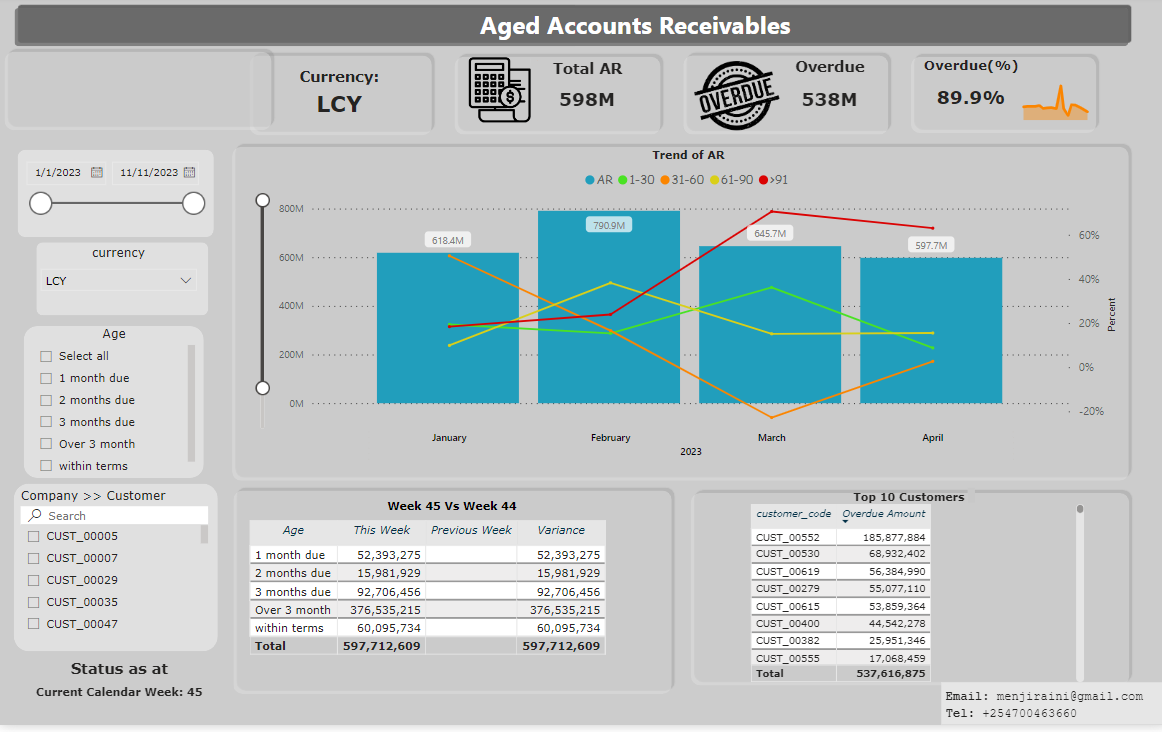 Aged Accounts Receivables
Currency:
LCY
Total AR
598M
OVERDUE
Overdue
538M
Overdue(%)
89.9%
1/1/2023 11/11/2023
currency
LCY
Age
Select all
1 month due
2 months due
3 months due
Over 3 month
within terms
Company >> Customer
Search
CUST_00005
CUST_00007
CUST_00029
CUST_00035
CUST_00047
Status as at
Current Calendar Week: 45
Trend of AR
AR 1-30 31-60 61-90 >91
800M
600M
400M
200M
0M
618.4M
790.9M
645.7M
597.7M
60%
40%
20%
0%
-20%
Percent
January February March April
2023
Week 45 Vs Week 44
Age This Week Previous Week Variance
1 month due 52,393,275 52,393,275
2 months due 15,981,929 15,981,929
3 months due 92,706,456 92,706,456
Over 3 month 376,535,215 376,535,215
within terms 60,095,734 60,095,734
Total 597,712,609 597,712,609
Top 10 Customers
customer_code Overdue Amount
CUST_00552 185,877,884
CUST_00530 68,932,402
CUST_00619 56,384,990
CUST_00279 55,077,110
CUST_00615 53,859,364
CUST_00400 44,542,278
CUST_00382 25,951,346
CUST_00555 17,068,459
Total 537,616,875
Email: menjiraini@gmail.com
Tel: +254700463660